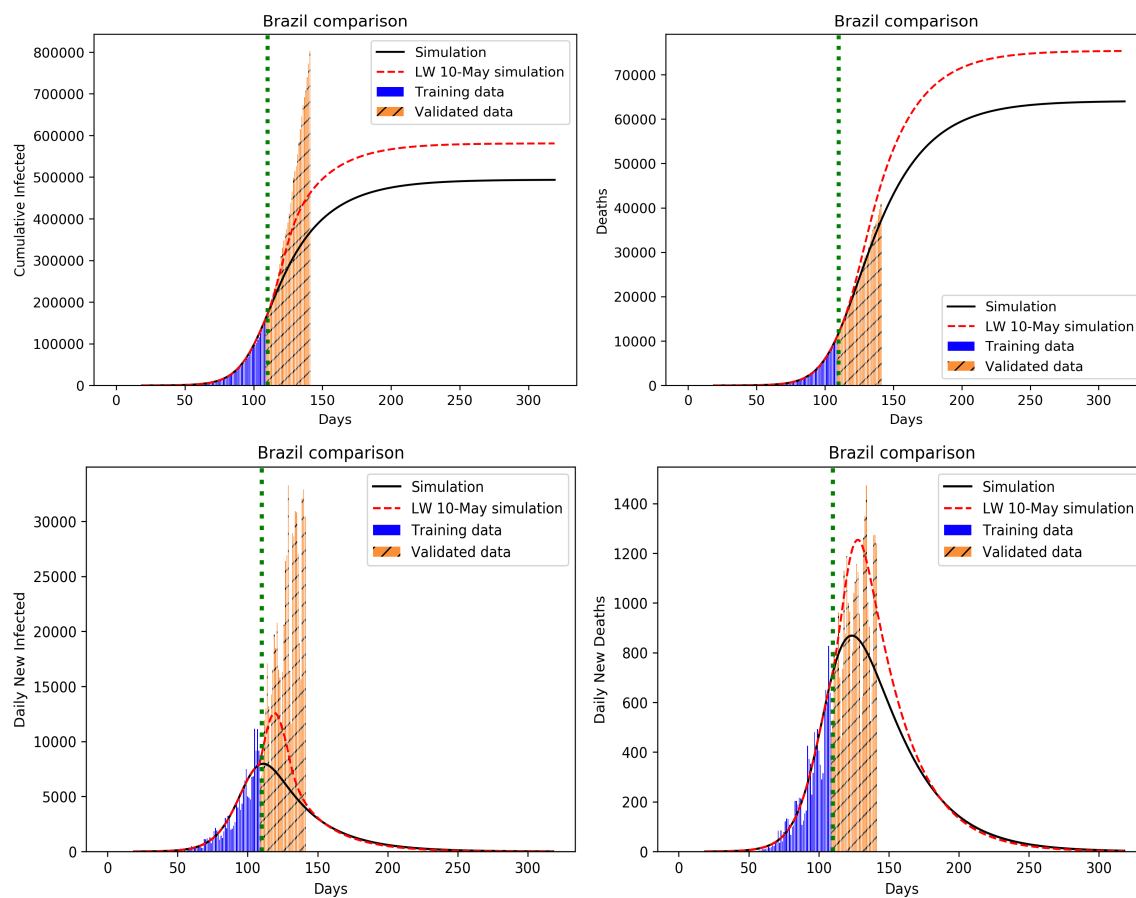 Brazil comparison
Cumulative Infected
800000
700000
600000
500000
400000
300000
200000
100000
0
Simulation
LW 10-May simulation
Training data
Validated data
0 50 100 150 200 250 300
Days
Brazil comparison
Deaths
70000
60000
50000
40000
30000
20000
10000
0
Simulation
LW 10-May simulation
Training data
Validated data
0 50 100 150 200 250 300
Days
Brazil comparison
Daily New Infected
30000
25000
20000
15000
10000
5000
0
Simulation
LW 10-May simulation
Training data
Validated data
0 50 100 150 200 250 300
Days
Brazil comparison
Daily New Deaths
1400
1200
1000
800
600
400
200
0
Simulation
LW 10-May simulation
Training data
Validated data
0 50 100 150 200 250 300
Days